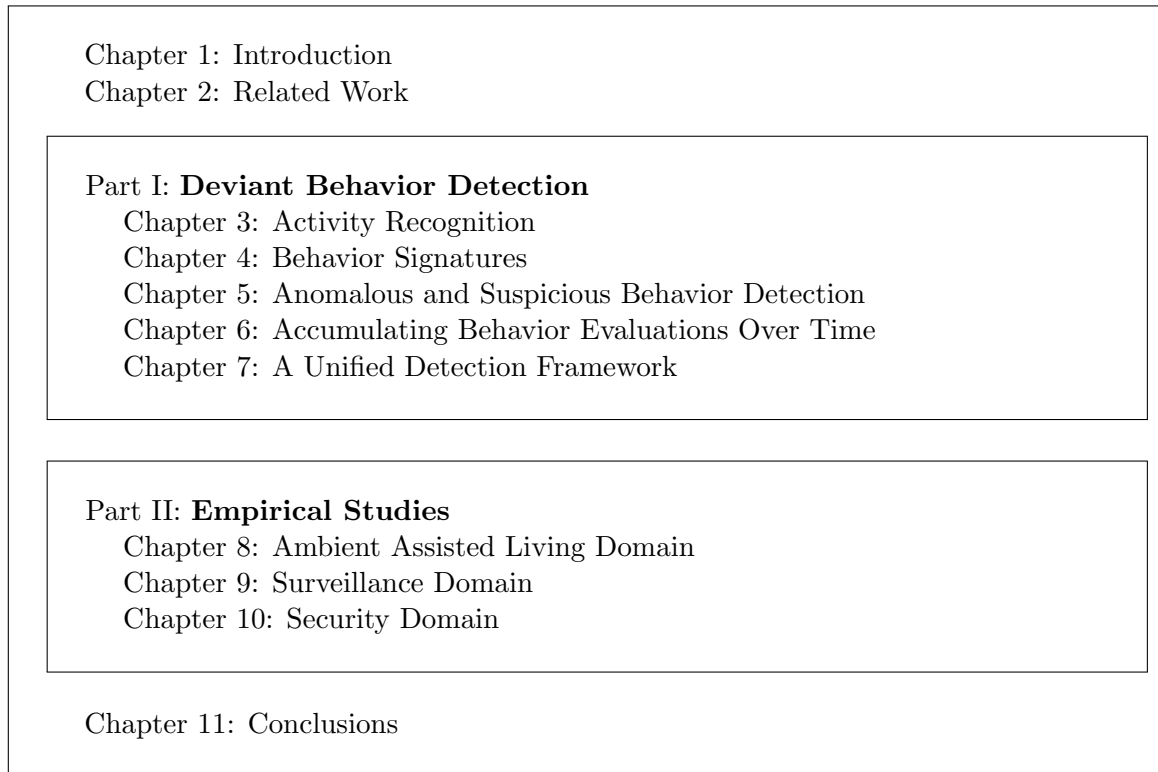 Chapter 1: Introduction
Chapter 2: Related Work
Part I: Deviant Behavior Detection
Chapter 3: Activity Recognition
Chapter 4: Behavior Signatures
Chapter 5: Anomalous and Suspicious Behavior Detection
Chapter 6: Accumulating Behavior Evaluations Over Time
Chapter 7: A Unified Detection Framework
Part II: Empirical Studies
Chapter 8: Ambient Assisted Living Domain
Chapter 9: Surveillance Domain
Chapter 10: Security Domain
Chapter 11: Conclusions